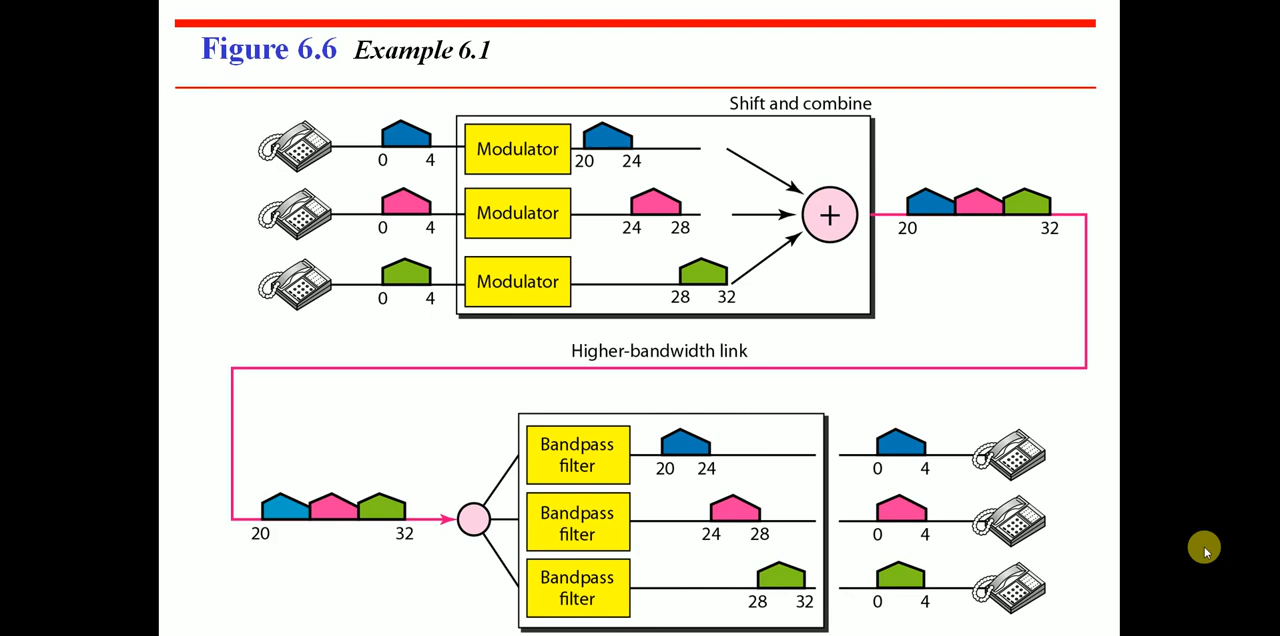 Figure 6.6 Example 6.1
Shift and combine
Modulator
0 4
20 24
Modulator
0 4
24 28
+
20 32
Modulator
0 4
28 32
Higher-bandwidth link
Bandpass
filter
20 24
0 4
20 32
Bandpass
filter
24 28
0 4
Bandpass
filter
28 32
0 4